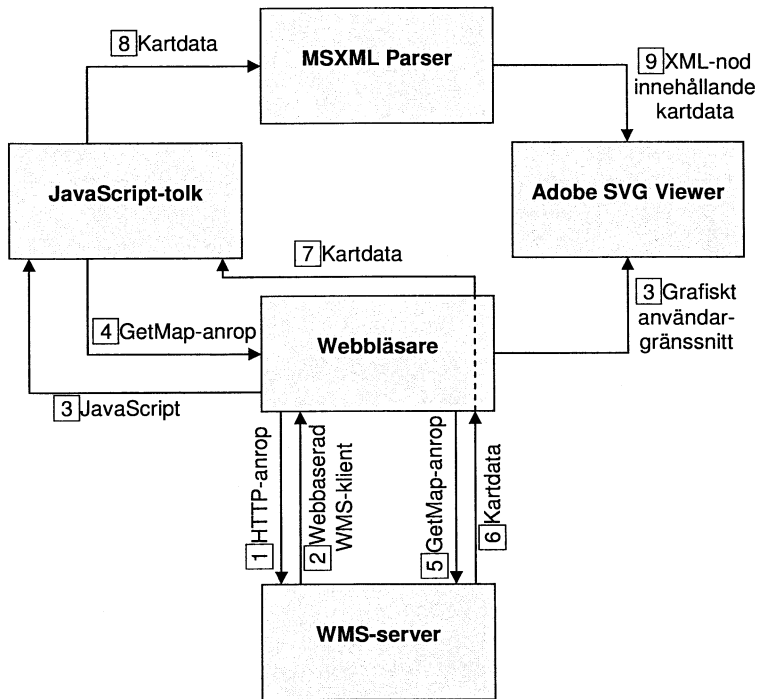 8 Kartdata
MSXML Parser
9 XML-nod
innehållande
kartdata
JavaScript-tolk
Adobe SVG Viewer
7 Kartdata
4 GetMap-anrop
Webbläsare
3 Grafiskt
användar-
gränssnitt
3 JavaScript
1 HTTP-anrop
2 Webbaserad
WMS-klient
5 GetMap-anrop
6 Kartdata
WMS-server